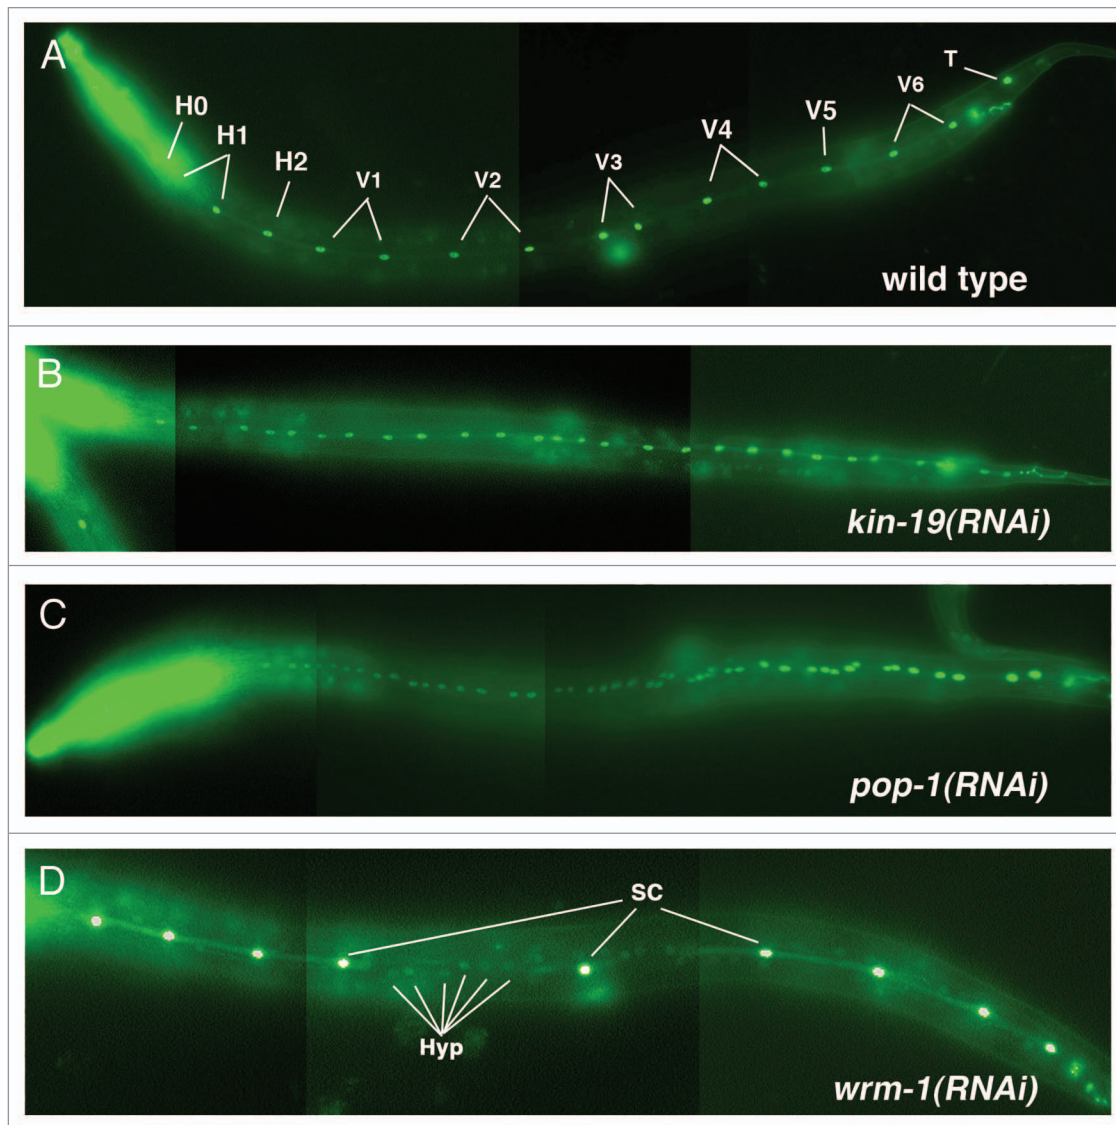 A
H0
H1
H2
V1
V2
V3
V4
V5
V6
T
wild type
B
kin-19(RNAi)
C
pop-1(RNAi)
D
SC
Hyp
wrm-1(RNAi)